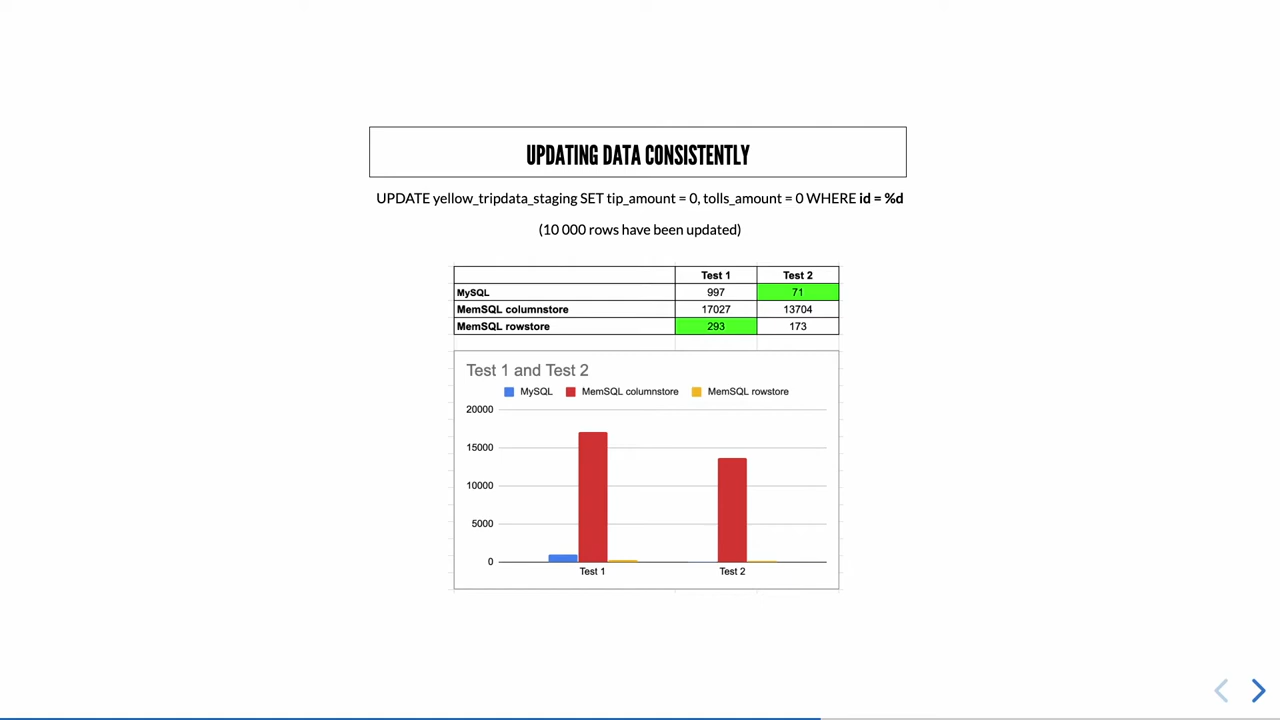 UPDATING DATA CONSISTENTLY
UPDATE yellow_tripdata_staging SET tip_amount = 0, tolls_amount = 0 WHERE id = %d
(10 000 rows have been updated)
Test 1 Test 2
MySQL 997 71
MemSQL columnstore 17027 13704
MemSQL rowstore 293 173
Test 1 and Test 2
MySQL MemSQL columnstore MemSQL rowstore
20000
15000
10000
5000
0
Test 1 Test 2